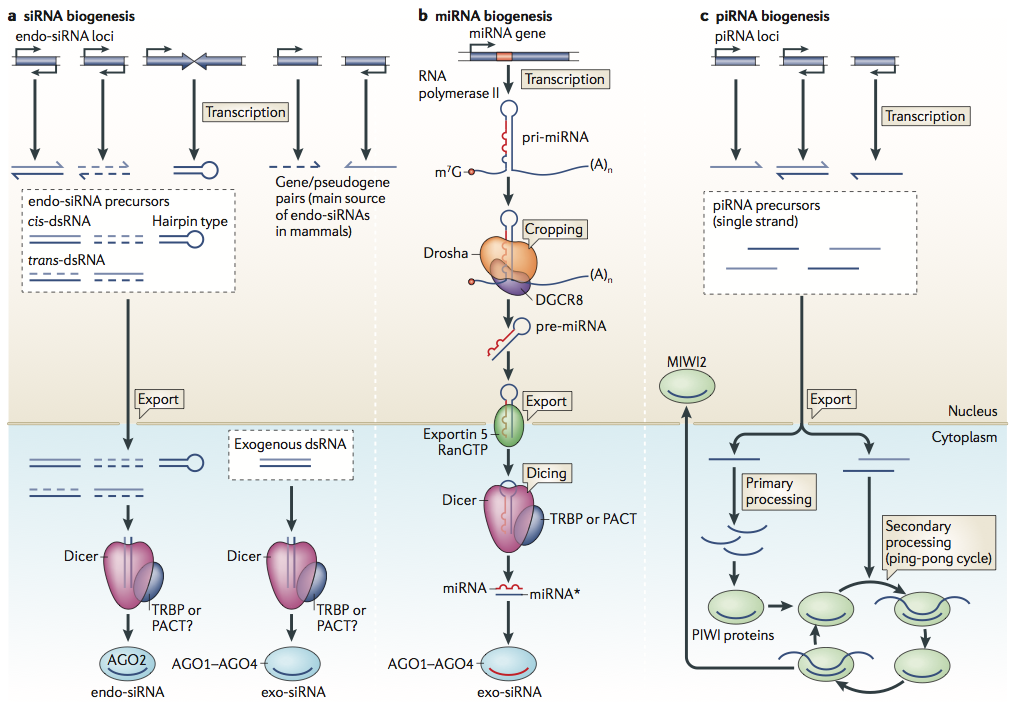 a siRNA biogenesis
endo-siRNA loci
Transcription
Gene/pseudogene
pairs (main source
of endo-siRNAs
in mammals)
endo-siRNA precursors
cis-dsRNA
Hairpin type
trans-dsRNA
Export
Exogenous dsRNA
Dicer
TRBP or
PACT?
AGO2
endo-siRNA
Dicer
TRBP or
PACT?
AGO1–AGO4
exo-siRNA
b miRNA biogenesis
miRNA gene
RNA
polymerase II
Transcription
pri-miRNA
m7G
(A)n
Cropping
Drosha
(A)n
DGCR8
pre-miRNA
Export
Exportin 5
RanGTP
Dicing
Dicer
TRBP or PACT
miRNA
miRNA*
AGO1–AGO4
exo-siRNA
c piRNA biogenesis
piRNA loci
Transcription
piRNA precursors
(single strand)
MIWI2
Export
Nucleus
Cytoplasm
Primary
processing
Secondary
processing
(ping-pong cycle)
PIWI proteins